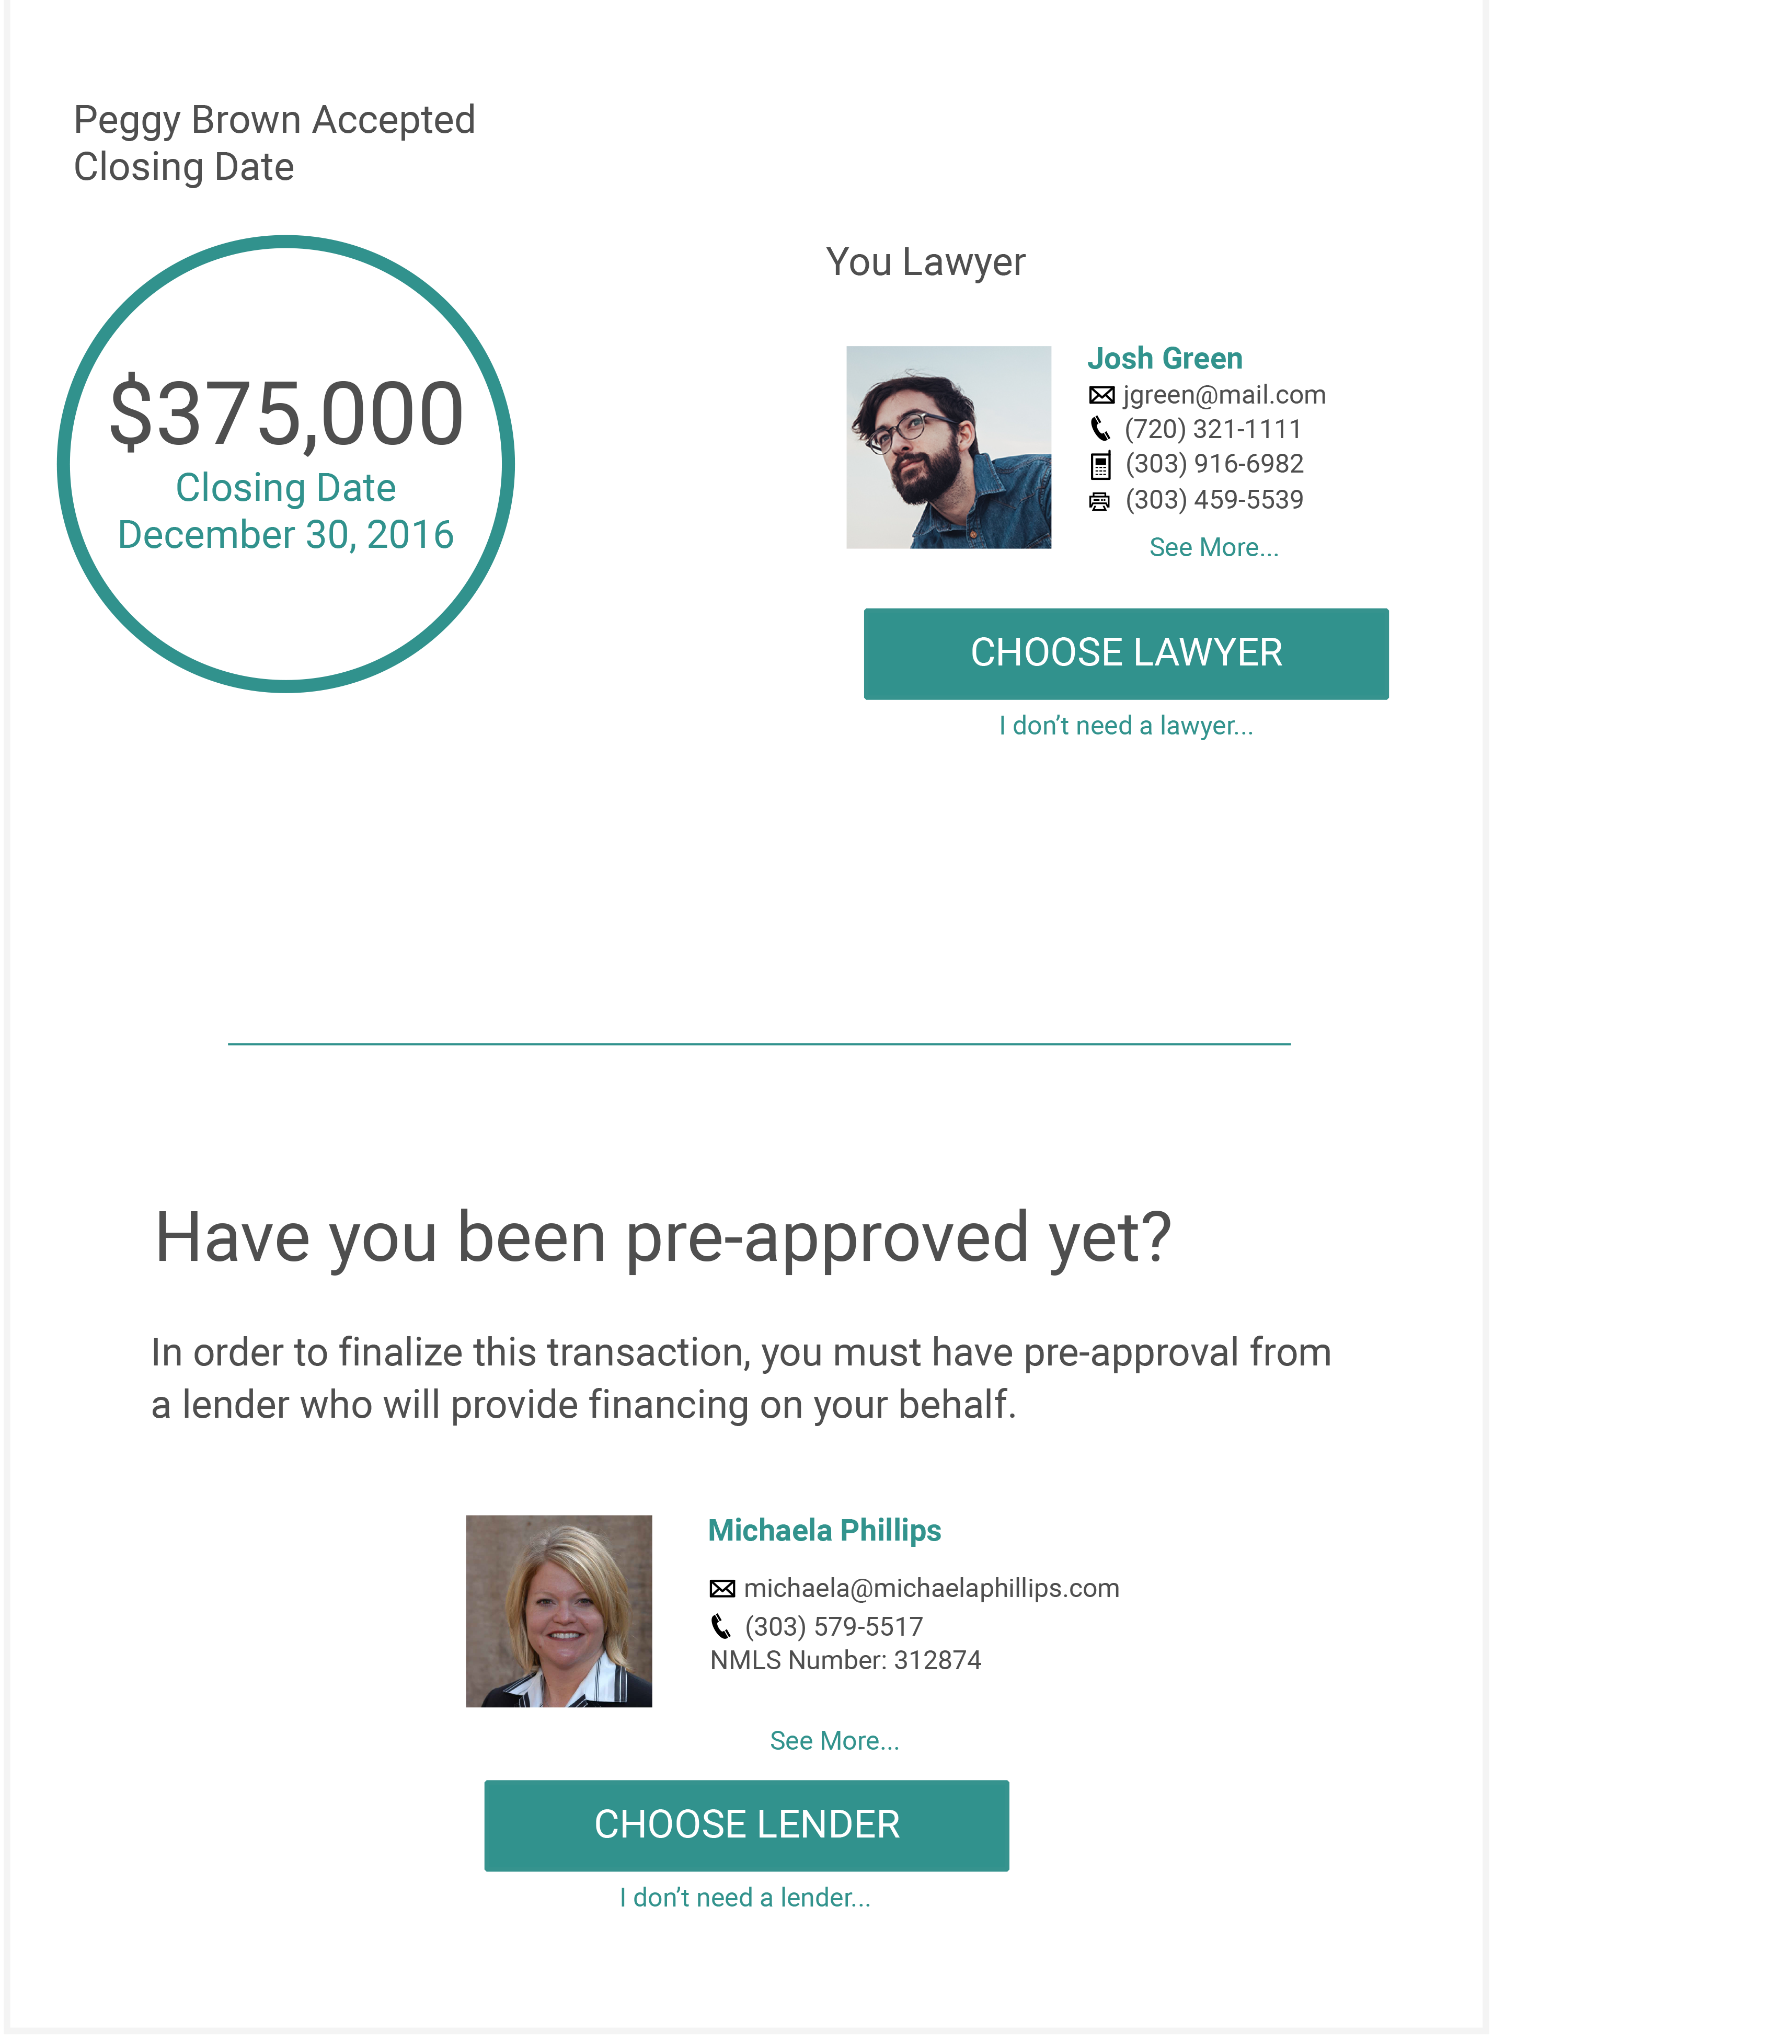 Peggy Brown Accepted
Closing Date
$375,000
Closing Date
December 30, 2016
You Lawyer
Josh Green
jgreen@mail.com
(720) 321-1111
(303) 916-6982
(303) 459-5539
See More...
CHOOSE LAWYER
I don’t need a lawyer...
Have you been pre-approved yet?
In order to finalize this transaction, you must have pre-approval from
a lender who will provide financing on your behalf.
Michaela Phillips
michaela@michaelaphillips.com
(303) 579-5517
NMLS Number: 312874
See More...
CHOOSE LENDER
I don’t need a lender...